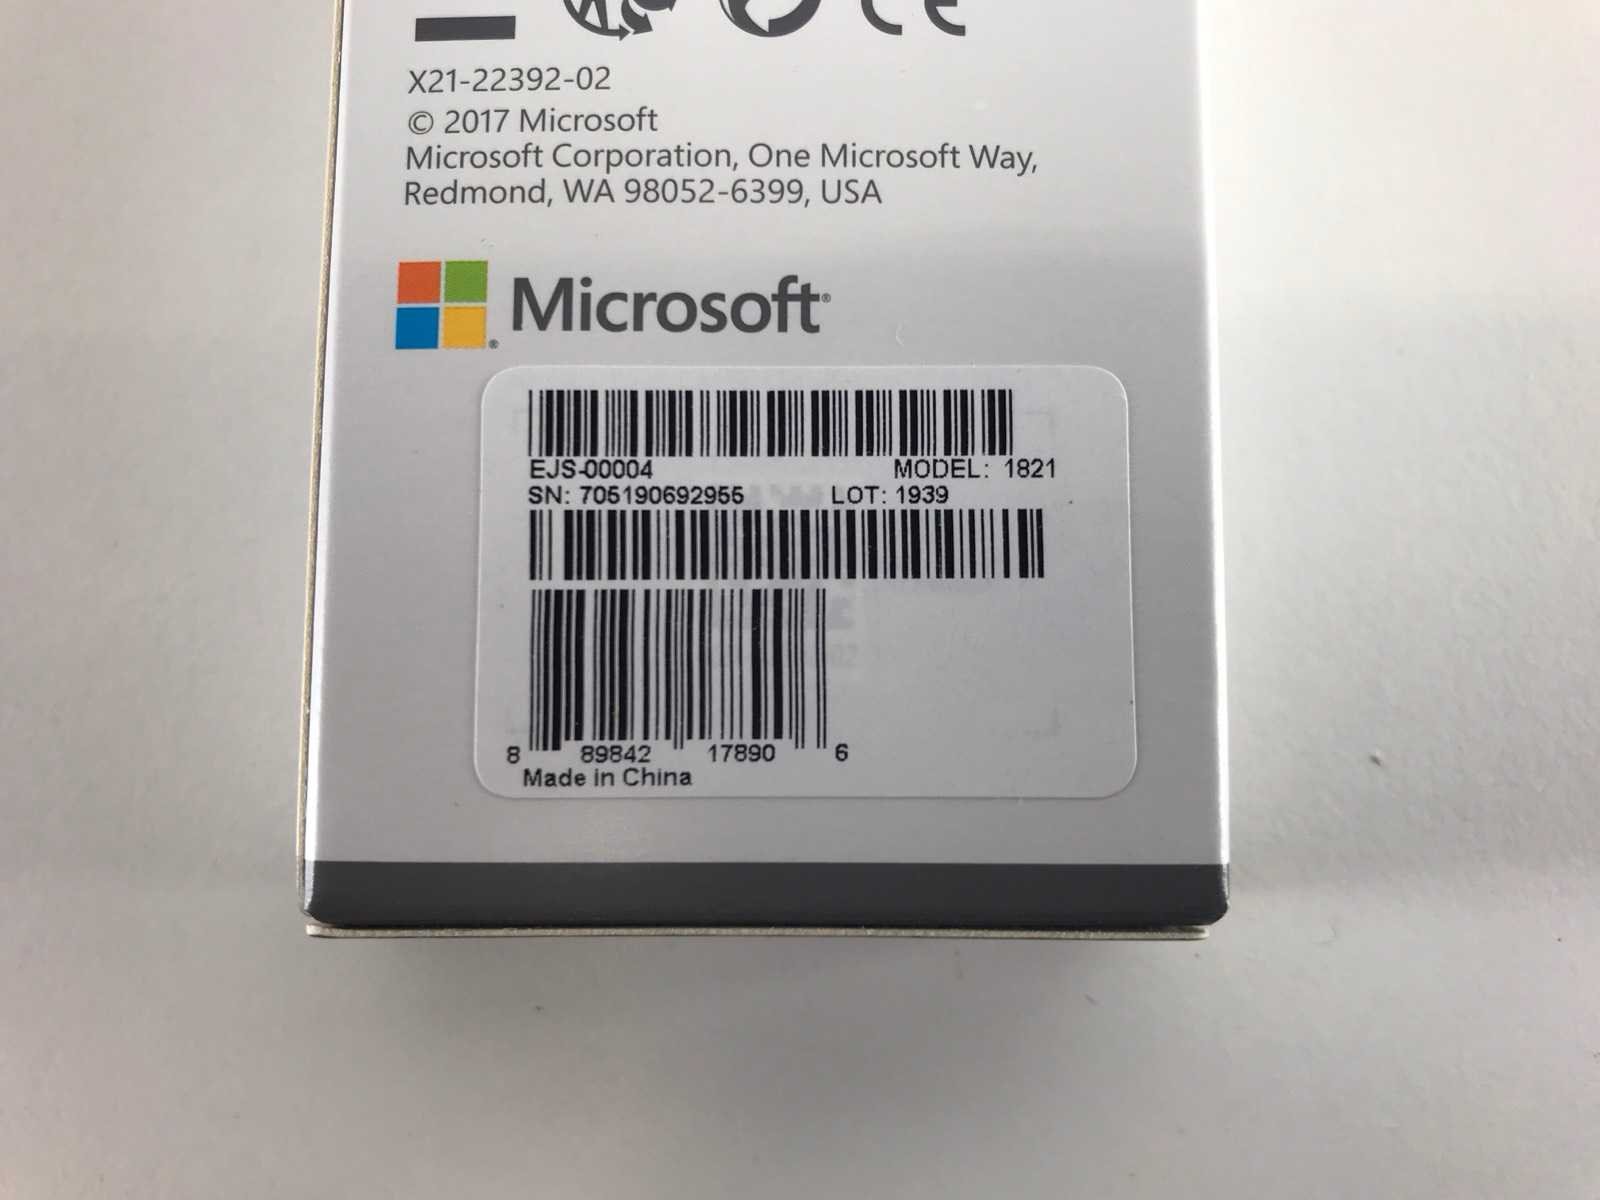 X21-22392-02
© 2017 Microsoft
Microsoft Corporation, One Microsoft Way,
Redmond, WA 98052-6399, USA
Microsoft®
EJS-00004 MODEL: 1821
SN: 705190692955 LOT: 1939
8 89842 17890 6
Made in China